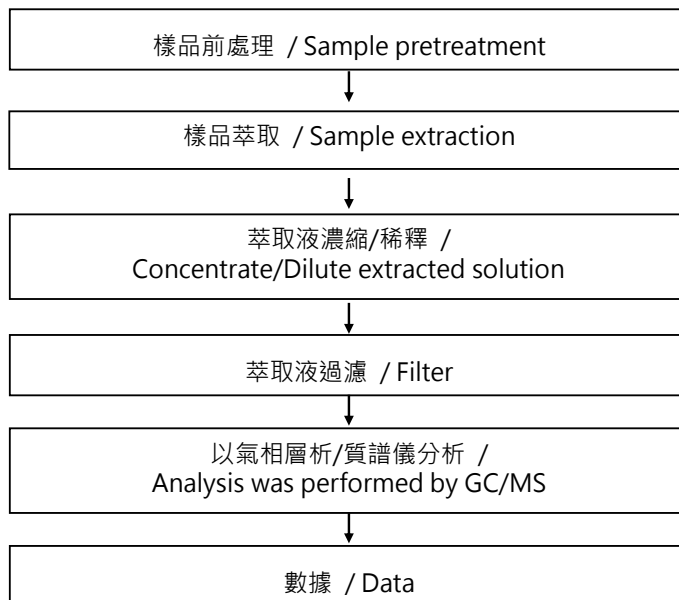 樣品前處理 / Sample pretreatment
樣品萃取 / Sample extraction
萃取液濃縮/稀釋 /
Concentrate/Dilute extracted solution
萃取液過濾 / Filter
以氣相層析/質譜儀分析 /
Analysis was performed by GC/MS
數據 / Data